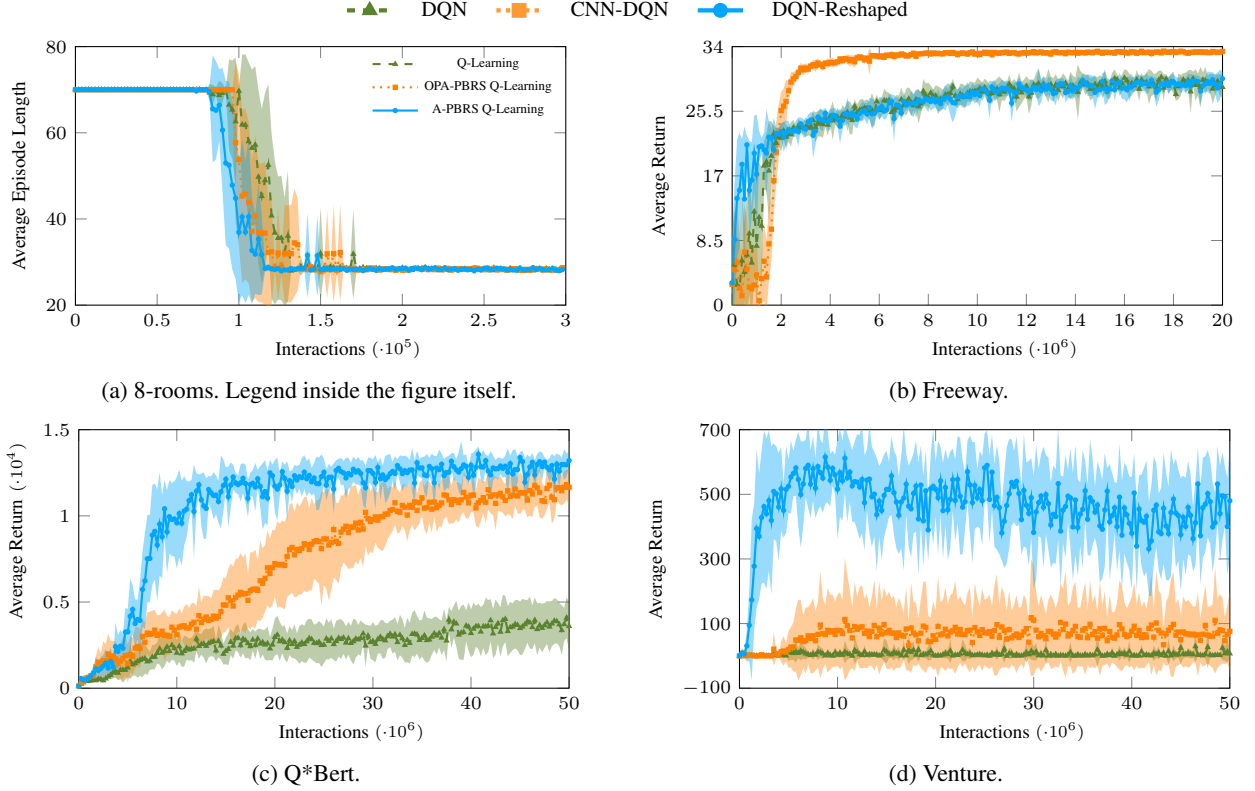 DQN CNN-DQN DQN-Reshaped
80
60
40
20
Average Episode Length
Q-Learning
OPA-PBRS Q-Learning
A-PBRS Q-Learning
0 0.5 1 1.5 2 2.5 3
Interactions (·10⁵)
(a) 8-rooms. Legend inside the figure itself.
34
25.5
17
8.5
0
Average Return
0 2 4 6 8 10 12 14 16 18 20
Interactions (·10⁶)
(b) Freeway.
1.5
1
0.5
0
Average Return (·10⁴)
0 10 20 30 40 50
Interactions (·10⁶)
(c) Q*Bert.
700
500
300
100
−100
Average Return
0 10 20 30 40 50
Interactions (·10⁶)
(d) Venture.